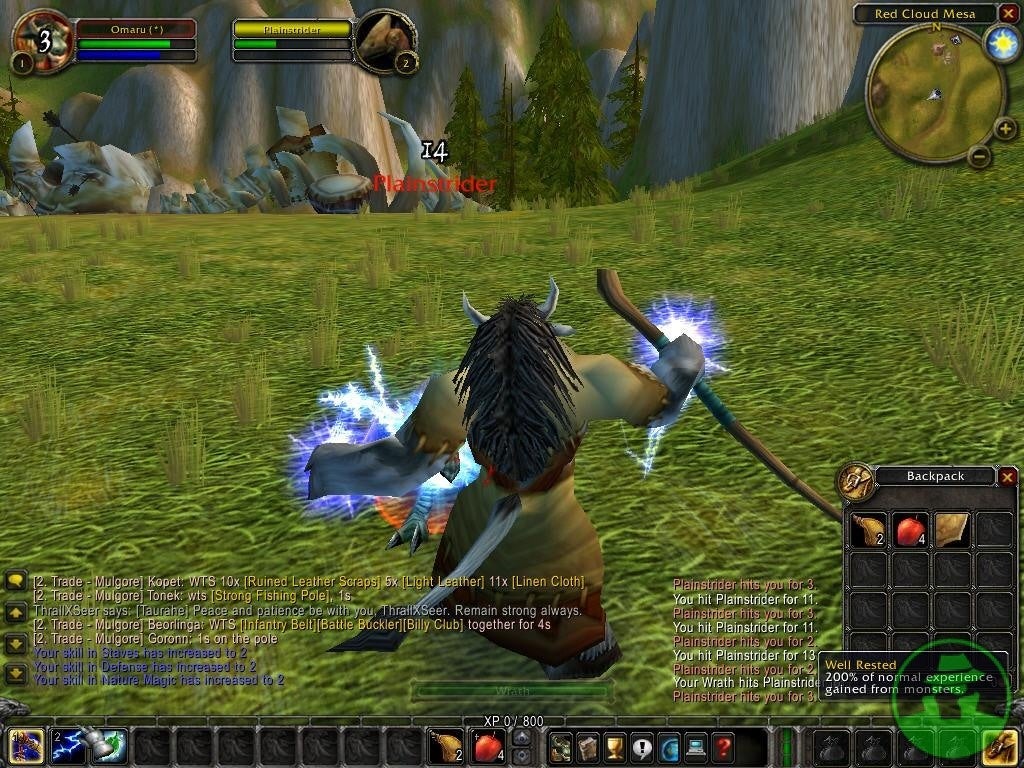 Red Cloud Mesa
N
3
Omaru (*)
Plainstrider
1
2
14
Plainstrider
Backpack
2
4
[2. Trade - Mulgore] Kopet: WTS 10x [Ruined Leather Scraps] 5x [Light Leather] 11x [Linen Cloth]
[2. Trade - Mulgore] Tonek: wts [Strong Fishing Pole], 1s
ThrallXSeer says: [Taurahe] Peace and patience be with you, ThrallXSeer. Remain strong always.
[2. Trade - Mulgore] Beorlinga: WTS [Infantry Belt][Battle Buckler][Billy Club] together for 4s
[2. Trade - Mulgore] Goronn: 1s on the pole
Your skill in Staves has increased to 2
Your skill in Defense has increased to 2
Your skill in Nature Magic has increased to 2
Plainstrider hits you for 3.
You hit Plainstrider for 11.
Plainstrider hits you for 3.
You hit Plainstrider for 11.
Plainstrider hits you for 2.
You hit Plainstrider for 13
Plainstrider hits you for 2
Your Wrath hits Plainstride
Plainstrider hits you for 3.
Well Rested
200% of normal experience
gained from monsters.
Wrath
XP 0 / 800
1
2
2
4